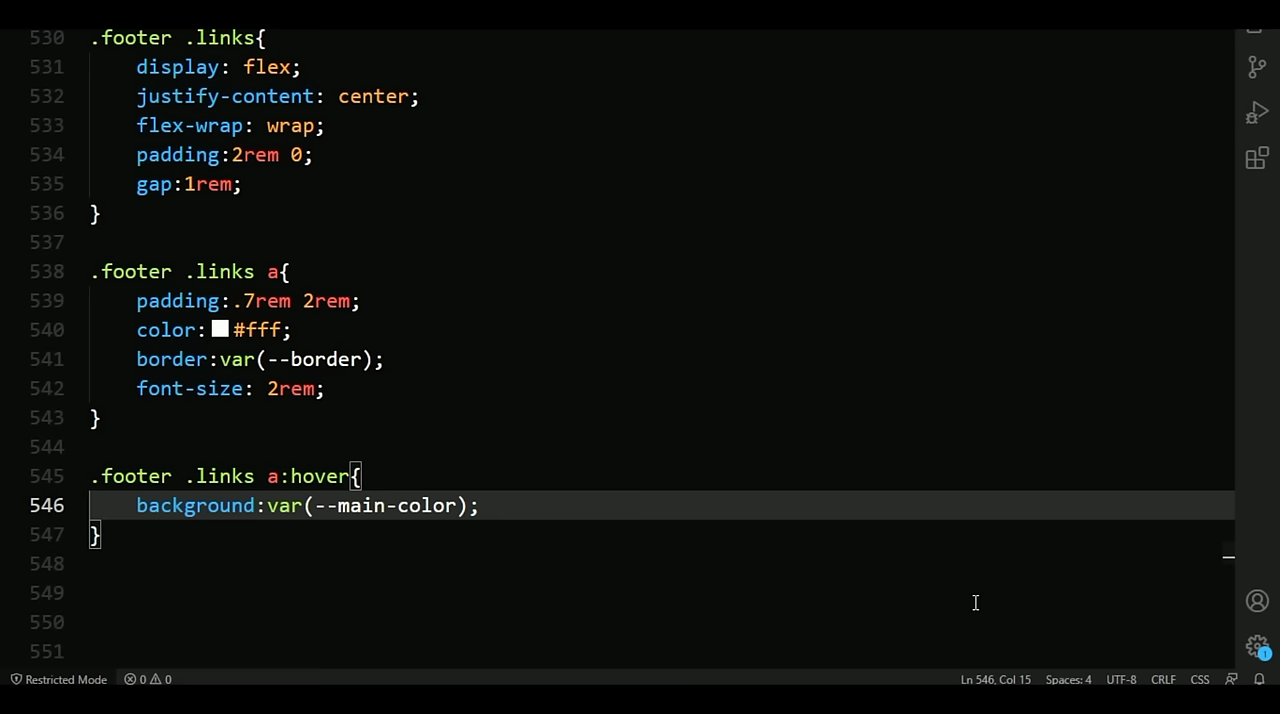 530 .footer .links{
531     display: flex;
532     justify-content: center;
533     flex-wrap: wrap;
534     padding:2rem 0;
535     gap:1rem;
536 }
537
538 .footer .links a{
539     padding:.7rem 2rem;
540     color:#fff;
541     border:var(--border);
542     font-size: 2rem;
543 }
544
545 .footer .links a:hover{
546     background:var(--main-color);
547 }
548
549
550
551
1
Restricted Mode 0 0 Ln 546, Col 15 Spaces: 4 UTF-8 CRLF CSS